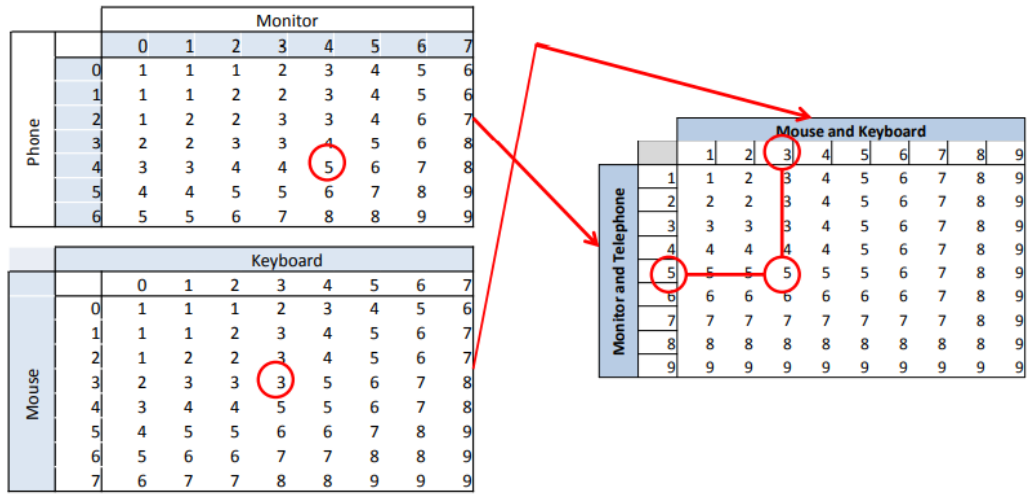 Monitor
0 1 2 3 4 5 6 7
Phone
0 1 1 1 2 3 4 5 6
1 1 1 2 2 3 4 5 6
2 1 2 2 3 3 4 6 7
3 2 2 3 3 4 5 6 8
4 3 3 4 4 5 6 7 8
5 4 4 5 5 6 7 8 9
6 5 5 6 7 8 8 9 9
Keyboard
0 1 2 3 4 5 6 7
Mouse
0 1 1 1 2 3 4 5 6
1 1 1 2 3 4 5 6 7
2 1 2 2 3 4 5 6 7
3 2 3 3 3 5 6 7 8
4 3 4 4 5 5 6 7 8
5 4 5 5 6 6 7 8 9
6 5 6 6 7 7 8 8 9
7 6 7 7 8 8 9 9 9
Mouse and Keyboard
1 2 3 4 5 6 7 8 9
Monitor and Telephone
1 1 2 3 4 5 6 7 8 9
2 2 2 3 4 5 6 7 8 9
3 3 3 3 4 5 6 7 8 9
4 4 4 4 4 5 6 7 8 9
5 5 5 5 5 5 6 7 8 9
6 6 6 6 6 6 6 7 8 9
7 7 7 7 7 7 7 7 8 9
8 8 8 8 8 8 8 8 8 9
9 9 9 9 9 9 9 9 9 9